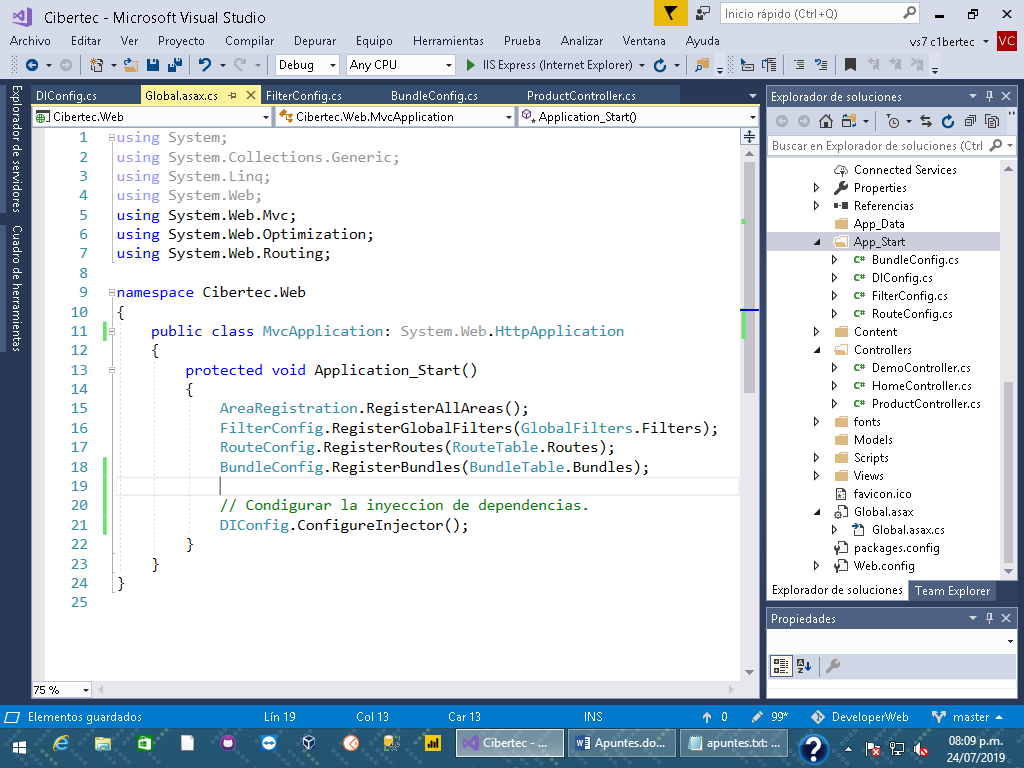 Cibertec - Microsoft Visual Studio
Inicio rápido (Ctrl+Q)
Archivo Editar Ver Proyecto Compilar Depurar Equipo Herramientas Prueba Analizar Ventana Ayuda vs7 c1bertec VC
Debug Any CPU IIS Express (Internet Explorer)
Explorador de servidores
Cuadro de herramientas
DIConfig.cs Global.asax.cs FilterConfig.cs BundleConfig.cs ProductController.cs
Cibertec.Web Cibertec.Web.MvcApplication Application_Start()
1 using System;
2 using System.Collections.Generic;
3 using System.Linq;
4 using System.Web;
5 using System.Web.Mvc;
6 using System.Web.Optimization;
7 using System.Web.Routing;
8
9 namespace Cibertec.Web
10 {
11 public class MvcApplication: System.Web.HttpApplication
12 {
13 protected void Application_Start()
14 {
15 AreaRegistration.RegisterAllAreas();
16 FilterConfig.RegisterGlobalFilters(GlobalFilters.Filters);
17 RouteConfig.RegisterRoutes(RouteTable.Routes);
18 BundleConfig.RegisterBundles(BundleTable.Bundles);
19
20 // Condigurar la inyeccion de dependencias.
21 DIConfig.ConfigureInjector();
22 }
23 }
24 }
25
75 %
Explorador de soluciones
Buscar en Explorador de soluciones (Ctrl
Connected Services
Properties
Referencias
App_Data
App_Start
C# BundleConfig.cs
C# DIConfig.cs
C# FilterConfig.cs
C# RouteConfig.cs
Content
Controllers
C# DemoController.cs
C# HomeController.cs
C# ProductController.cs
fonts
Models
Scripts
Views
favicon.ico
Global.asax
Global.asax.cs
packages.config
Web.config
Explorador de soluciones Team Explorer
Propiedades
Elementos guardados Lín 19 Col 13 Car 13 INS 0 99* DeveloperWeb master
Cibertec - ... Apuntes.do... apuntes.txt: ... 08:09 p.m.
24/07/2019